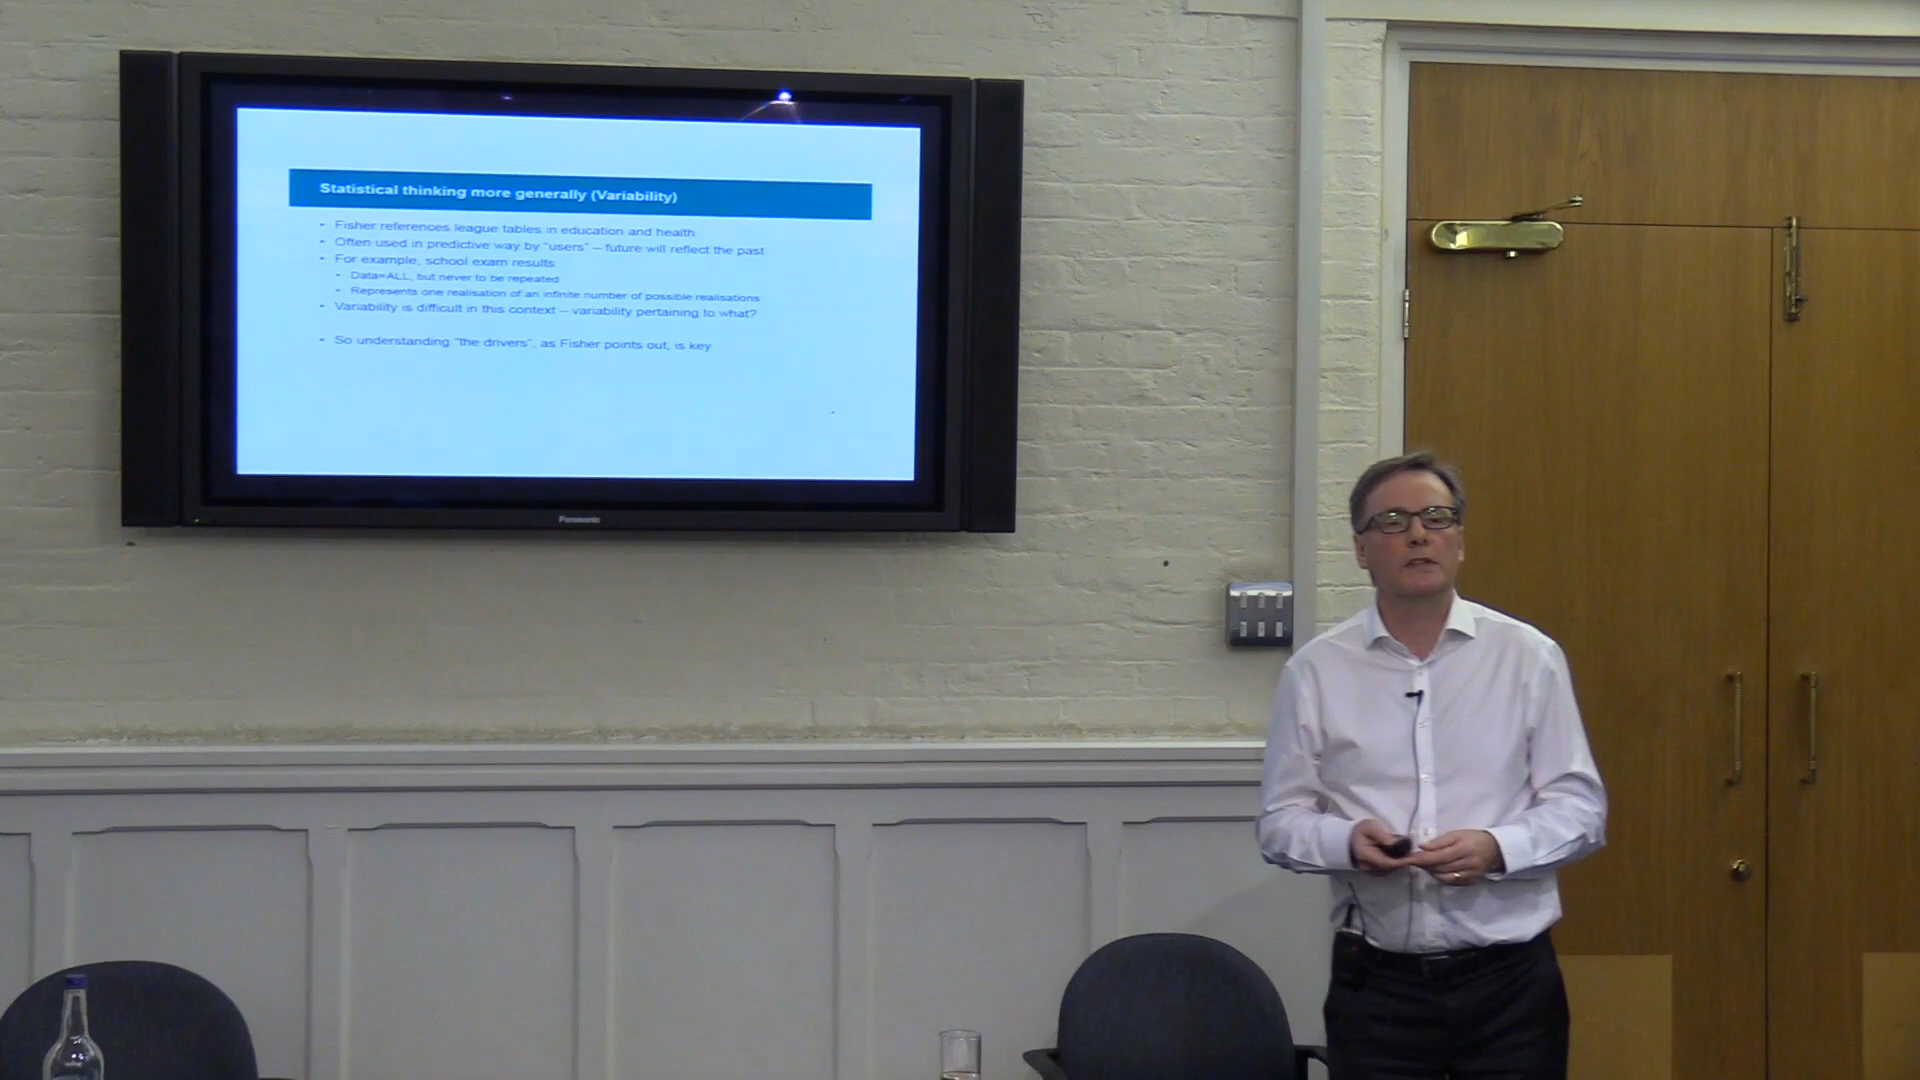 Statistical thinking more generally (Variability)
- Fisher references league tables in education and health
- Often used in predictive way by "users" – future will reflect the past
- For example, school exam results
- Data=ALL, but never to be repeated
- Represents one realisation of an infinite number of possible realisations
- Variability is difficult in this context – variability pertaining to what?
- So understanding "the drivers", as Fisher points out, is key
Panasonic